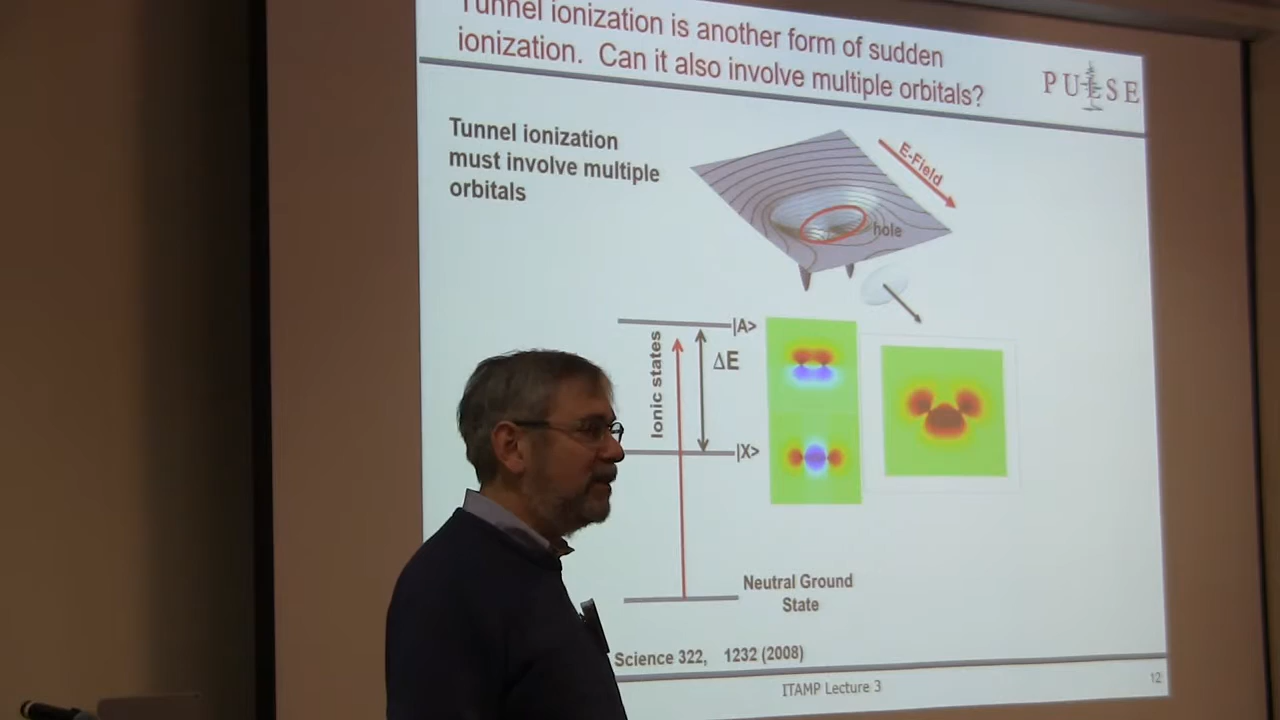 Tunnel ionization is another form of sudden
ionization. Can it also involve multiple orbitals?
PULSE
Tunnel ionization
must involve multiple
orbitals
E-Field
hole
|A>
Ionic states
ΔE
|X>
Neutral Ground
State
Science 322, 1232 (2008)
ITAMP Lecture 3
12